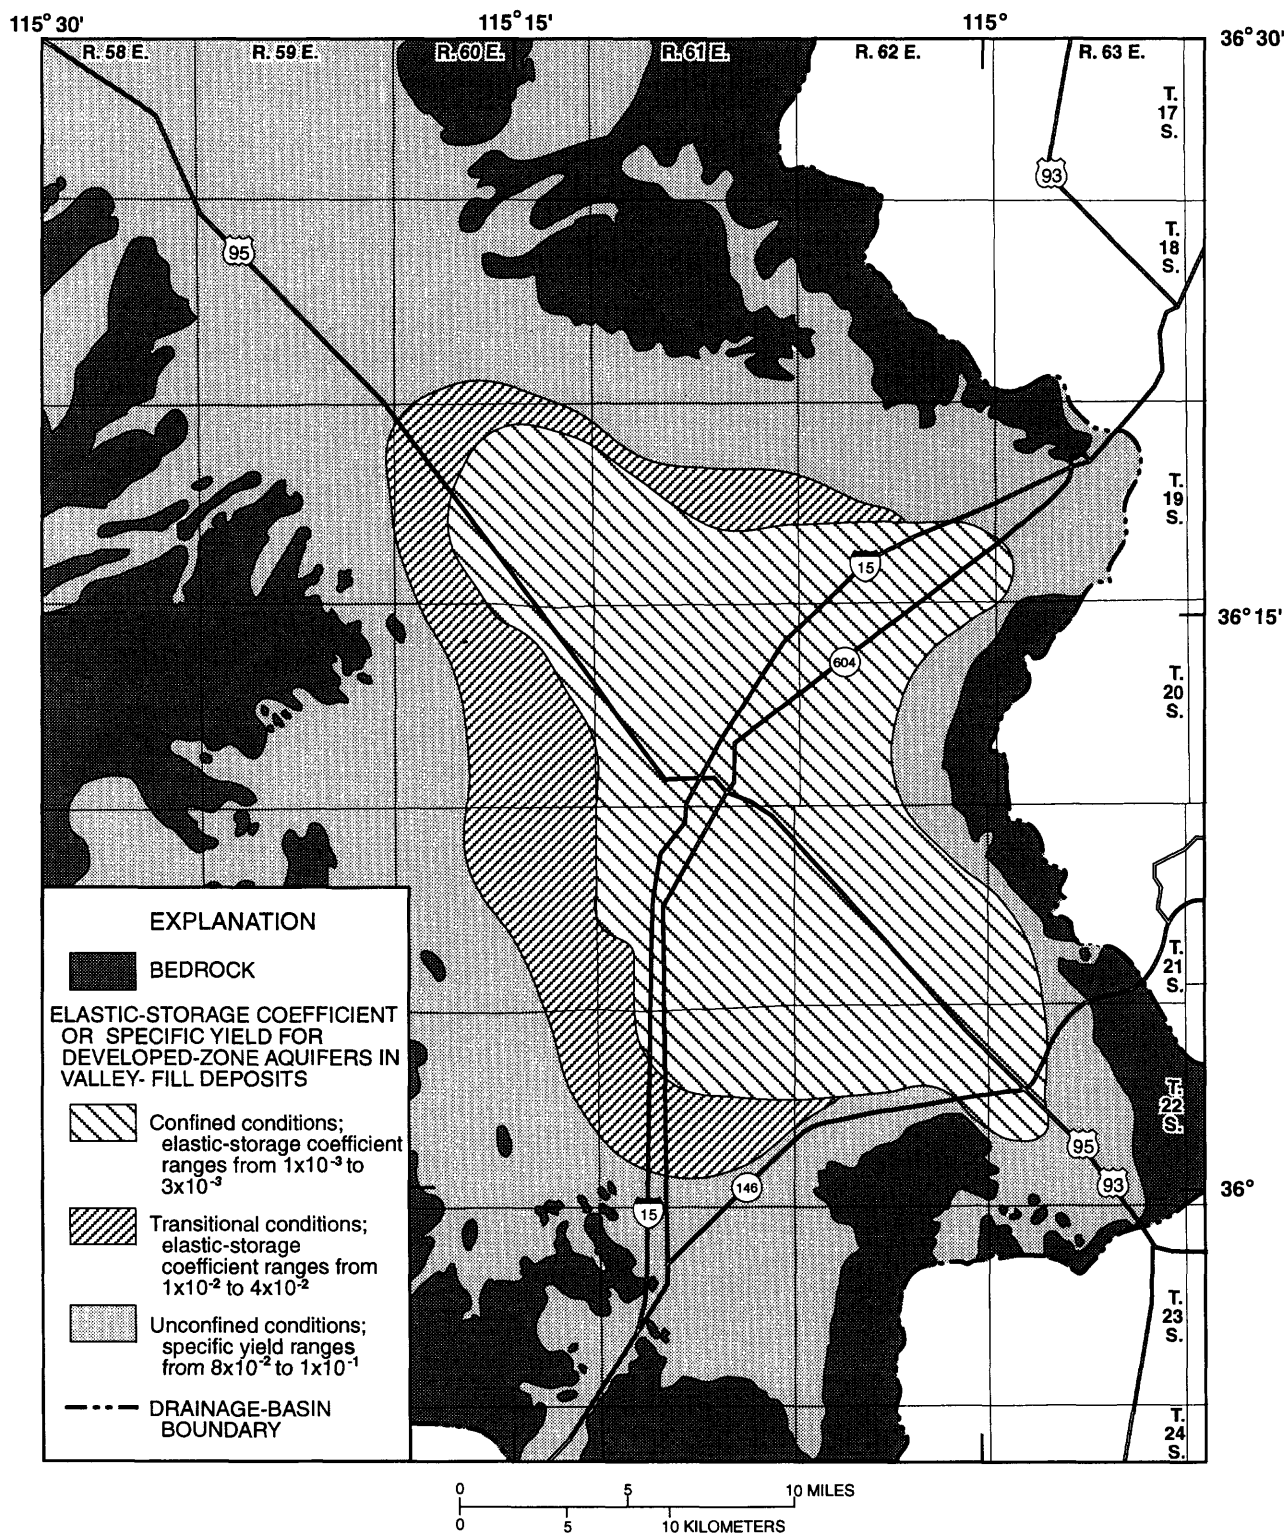 115° 30'
115° 15'
115°
36° 30'
R. 58 E.
R. 59 E.
R. 60 E.
R. 61 E.
R. 62 E.
R. 63 E.
T.
17
S.
93
T.
18
S.
95
T.
19
S.
15
36° 15'
604
T.
20
S.
T.
21
S.
T.
22
S.
95
93
36°
146
15
T.
23
S.
T.
24
S.
EXPLANATION
BEDROCK
ELASTIC-STORAGE COEFFICIENT
OR SPECIFIC YIELD FOR
DEVELOPED-ZONE AQUIFERS IN
VALLEY- FILL DEPOSITS
Confined conditions;
elastic-storage coefficient
ranges from 1x10⁻³ to
3x10⁻³
Transitional conditions;
elastic-storage
coefficient ranges from
1x10⁻² to 4x10⁻²
Unconfined conditions;
specific yield ranges
from 8x10⁻² to 1x10⁻¹
DRAINAGE-BASIN
BOUNDARY
0 5 10 MILES
0 5 10 KILOMETERS